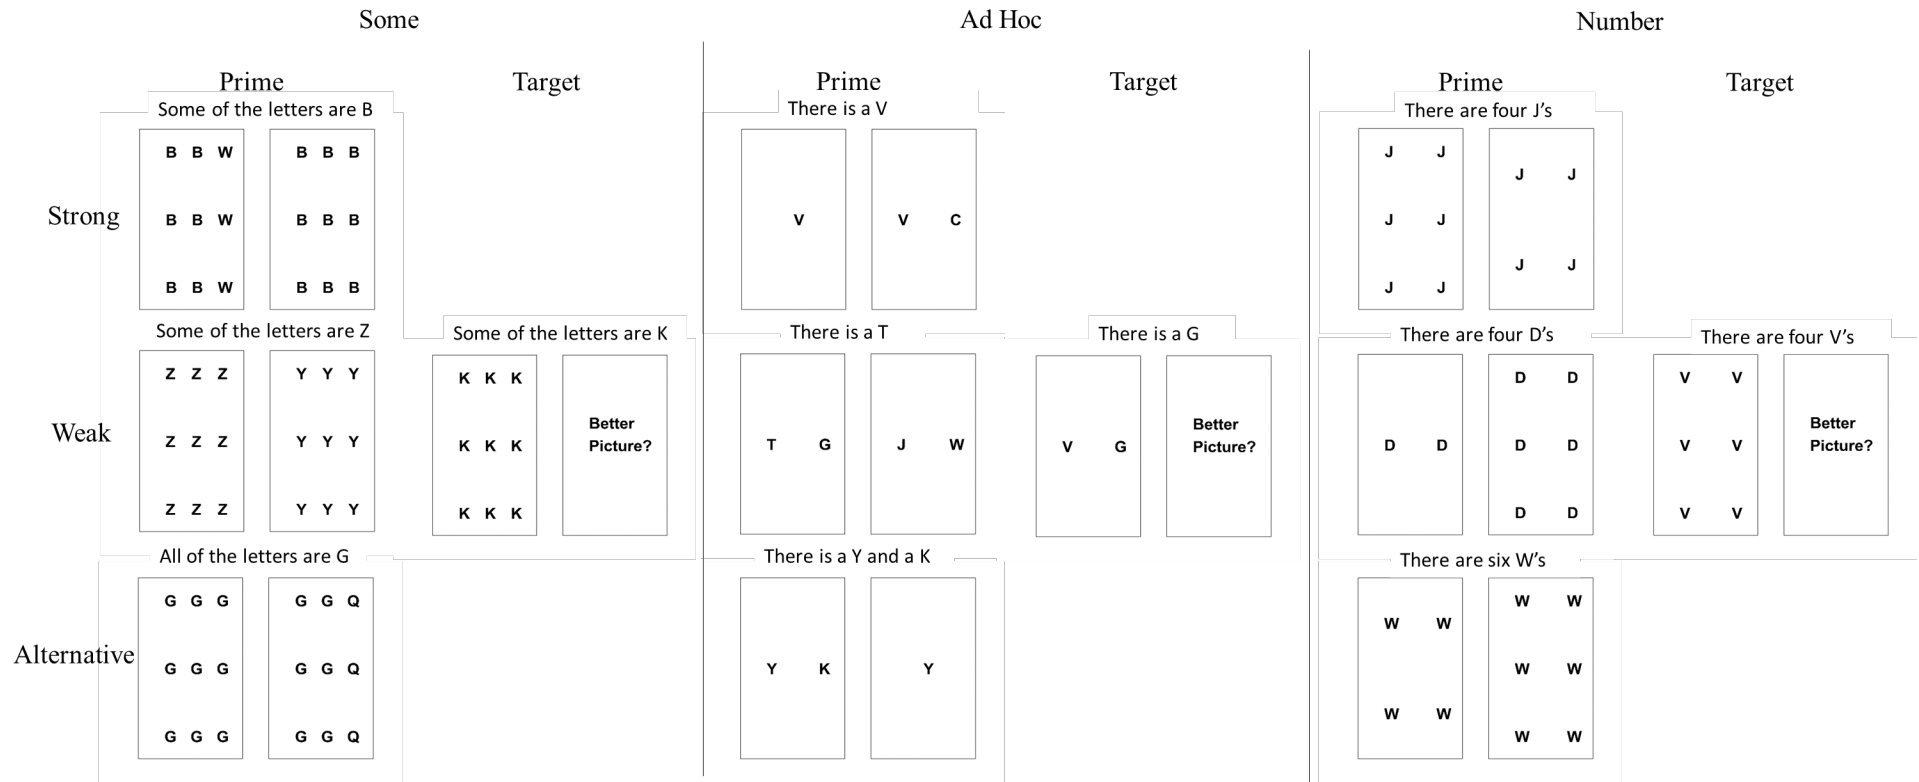 Some
Ad Hoc
Number
Prime
Target
Prime
Target
Prime
Target
Strong
Some of the letters are B
B B W
B B W
B B W
B B B
B B B
B B B
There is a V
V
V C
There are four J's
J J
J J
J J
J J
J J
Weak
Some of the letters are Z
Z Z Z
Z Z Z
Z Z Z
Y Y Y
Y Y Y
Y Y Y
Some of the letters are K
K K K
K K K
K K K
Better
Picture?
There is a T
T G
J W
There is a G
V G
Better
Picture?
There are four D's
D D
D D
D D
D D
There are four V's
V V
V V
V V
Better
Picture?
Alternative
All of the letters are G
G G G
G G G
G G G
G G Q
G G Q
G G Q
There is a Y and a K
Y K
Y
There are six W's
W W
W W
W W
W W
W W